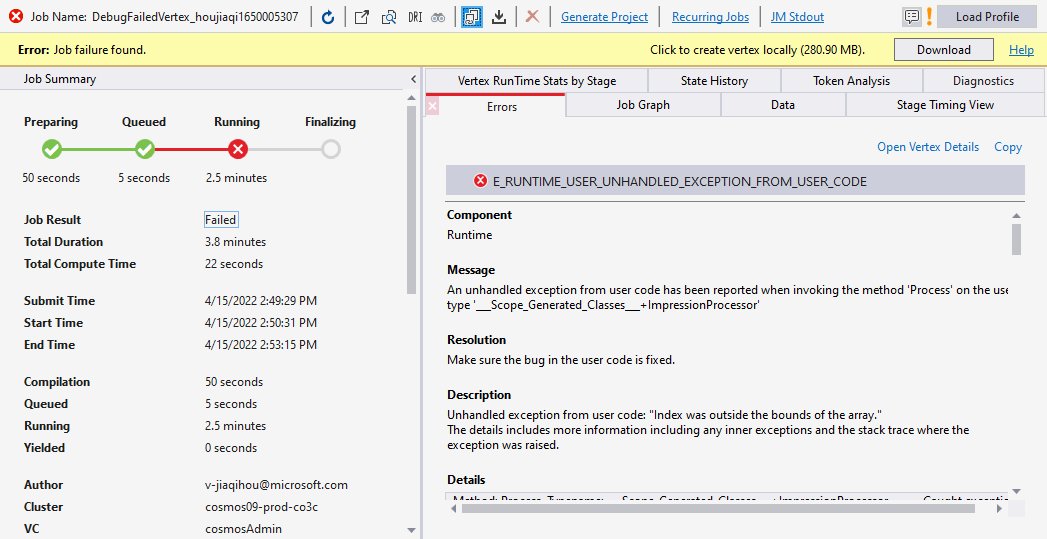 Job Name: DebugFailedVertex_houjiaqi1650005307
DRI
Generate Project
Recurring Jobs
JM Stdout
Load Profile
Error: Job failure found.
Click to create vertex locally (280.90 MB).
Download
Help
Job Summary
Preparing Queued Running Finalizing
50 seconds 5 seconds 2.5 minutes
Job Result Failed
Total Duration 3.8 minutes
Total Compute Time 22 seconds
Submit Time 4/15/2022 2:49:29 PM
Start Time 4/15/2022 2:50:31 PM
End Time 4/15/2022 2:53:15 PM
Compilation 50 seconds
Queued 5 seconds
Running 2.5 minutes
Yielded 0 seconds
Author v-jiaqihou@microsoft.com
Cluster cosmos09-prod-co3c
VC cosmosAdmin
Vertex RunTime Stats by Stage State History Token Analysis Diagnostics
Errors Job Graph Data Stage Timing View
Open Vertex Details Copy
E_RUNTIME_USER_UNHANDLED_EXCEPTION_FROM_USER_CODE
Component
Runtime
Message
An unhandled exception from user code has been reported when invoking the method 'Process' on the use
type '___Scope_Generated_Classes___+ImpressionProcessor'
Resolution
Make sure the bug in the user code is fixed.
Description
Unhandled exception from user code: "Index was outside the bounds of the array."
The details includes more information including any inner exceptions and the stack trace where the
exception was raised.
Details